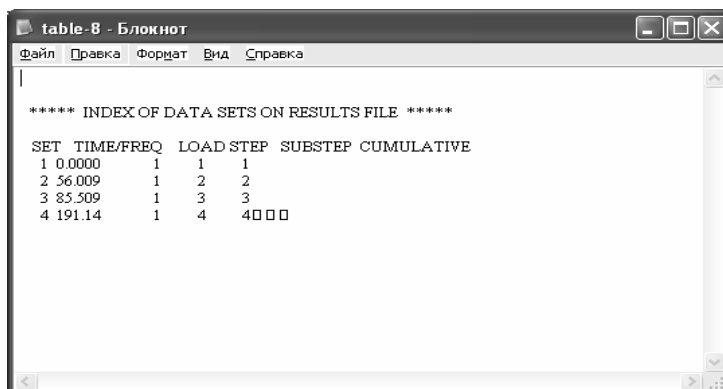 table-8 - Блокнот
Файл Правка Формат Вид Справка
***** INDEX OF DATA SETS ON RESULTS FILE *****
SET TIME/FREQ LOAD STEP SUBSTEP CUMULATIVE
1 0.0000 1 1 1
2 56.009 1 2 2
3 85.509 1 3 3
4 191.14 1 4 4□□□